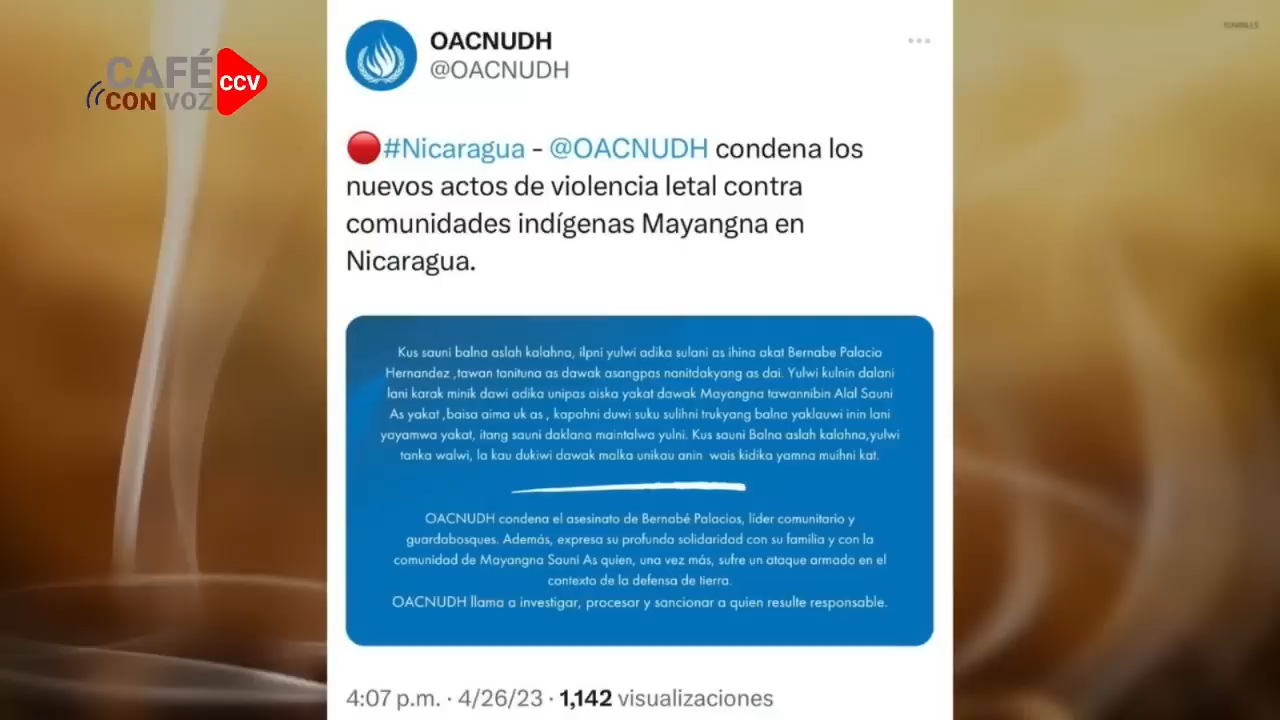 CAFÉ
CON VOZ
CCV
OACNUDH
@OACNUDH
#Nicaragua - @OACNUDH condena los
nuevos actos de violencia letal contra
comunidades indígenas Mayangna en
Nicaragua.
Kus sauni balna aslah kalahna, ilpni yulwi adika sulani as ihina akat Bernabe Palacio
Hernandez ,tawan tanituna as dawak asangpas nanitdakyang as dai. Yulwi kulnin dalani
lani karak minik dawi adika unipas aiska yakat dawak Mayangna tawannibin Alal Sauni
As yakat ,baisa aima uk as , kapahni duwi suku sulihni trukyang balna yaklauwi inin lani
yayamwa yakat, itang sauni daklana maintalwa yulni. Kus sauni Balna aslah kalahna,yulwi
tanka walwi, la kau dukiwi dawak malka unikau anin wais kidika yamna muihni kat.
OACNUDH condena el asesinato de Bernabé Palacios, líder comunitario y
guardabosques. Además, expresa su profunda solidaridad con su familia y con la
comunidad de Mayangna Sauni As quien, una vez más, sufre un ataque armado en el
contexto de la defensa de tierra.
OACNUDH llama a investigar, procesar y sancionar a quien resulte responsable.
4:07 p.m. · 4/26/23 · 1,142 visualizaciones